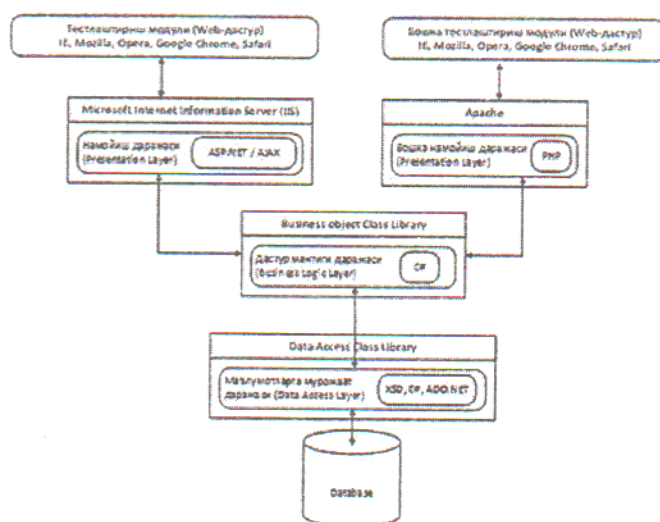 Тестлаштириш модули (Web-дастур)
IE, Mozilla, Opera, Google Chrome, Safari
Бошка тестлаштириш модули (Web-дастур)
IE, Mozilla, Opera, Google Chrome, Safari
Microsoft Internet Information Server (IIS)
Намойиш даражаси
(Presentation Layer)
ASP.NET / AJAX
Apache
Бошка намойиш даражаси
(Presentation Layer)
PHP
Business object Class Library
Дастур мантиги даражаси
(Business Logic Layer)
C#
Data Access Class Library
Маълумотларга мурожаат
даражаси (Data Access Layer)
XSD, C#, ADO.NET
Database